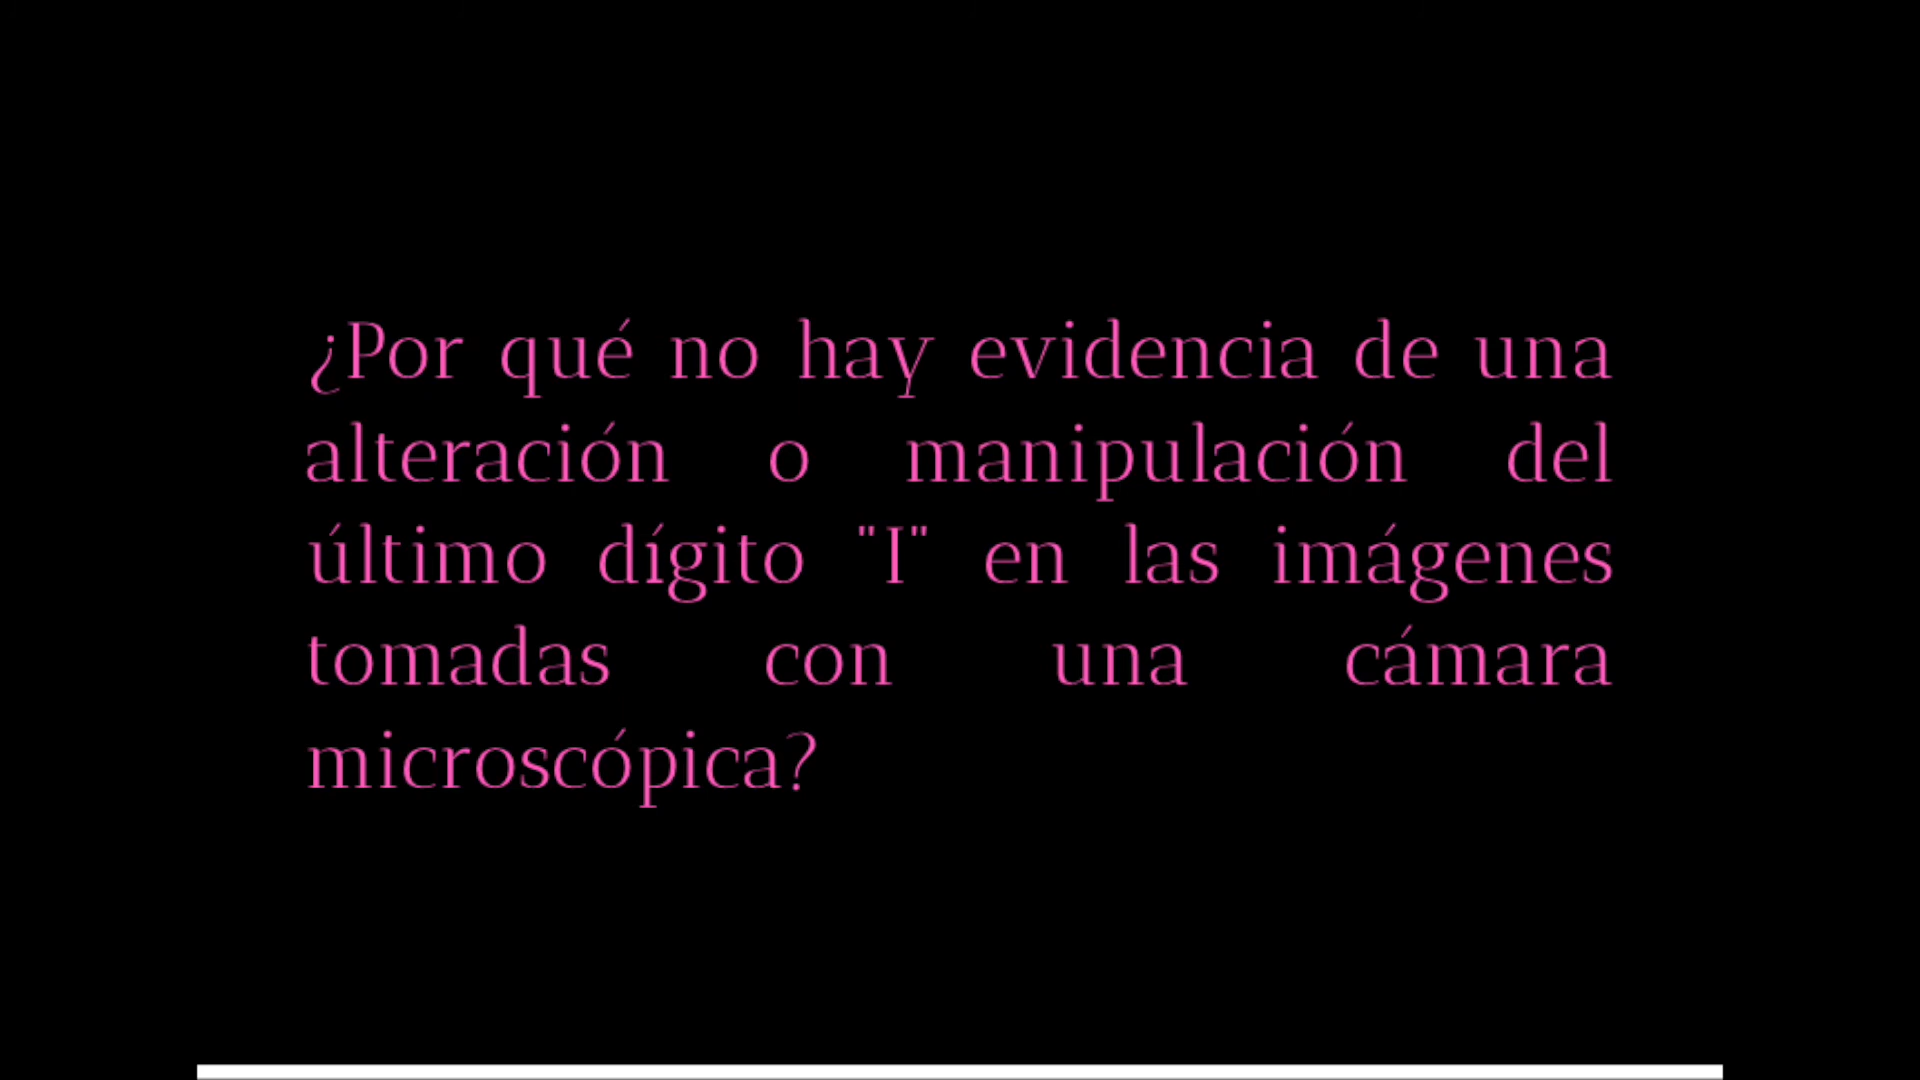 ¿Por qué no hay evidencia de una
alteración o manipulación del
último dígito "I" en las imágenes
tomadas con una cámara
microscópica?